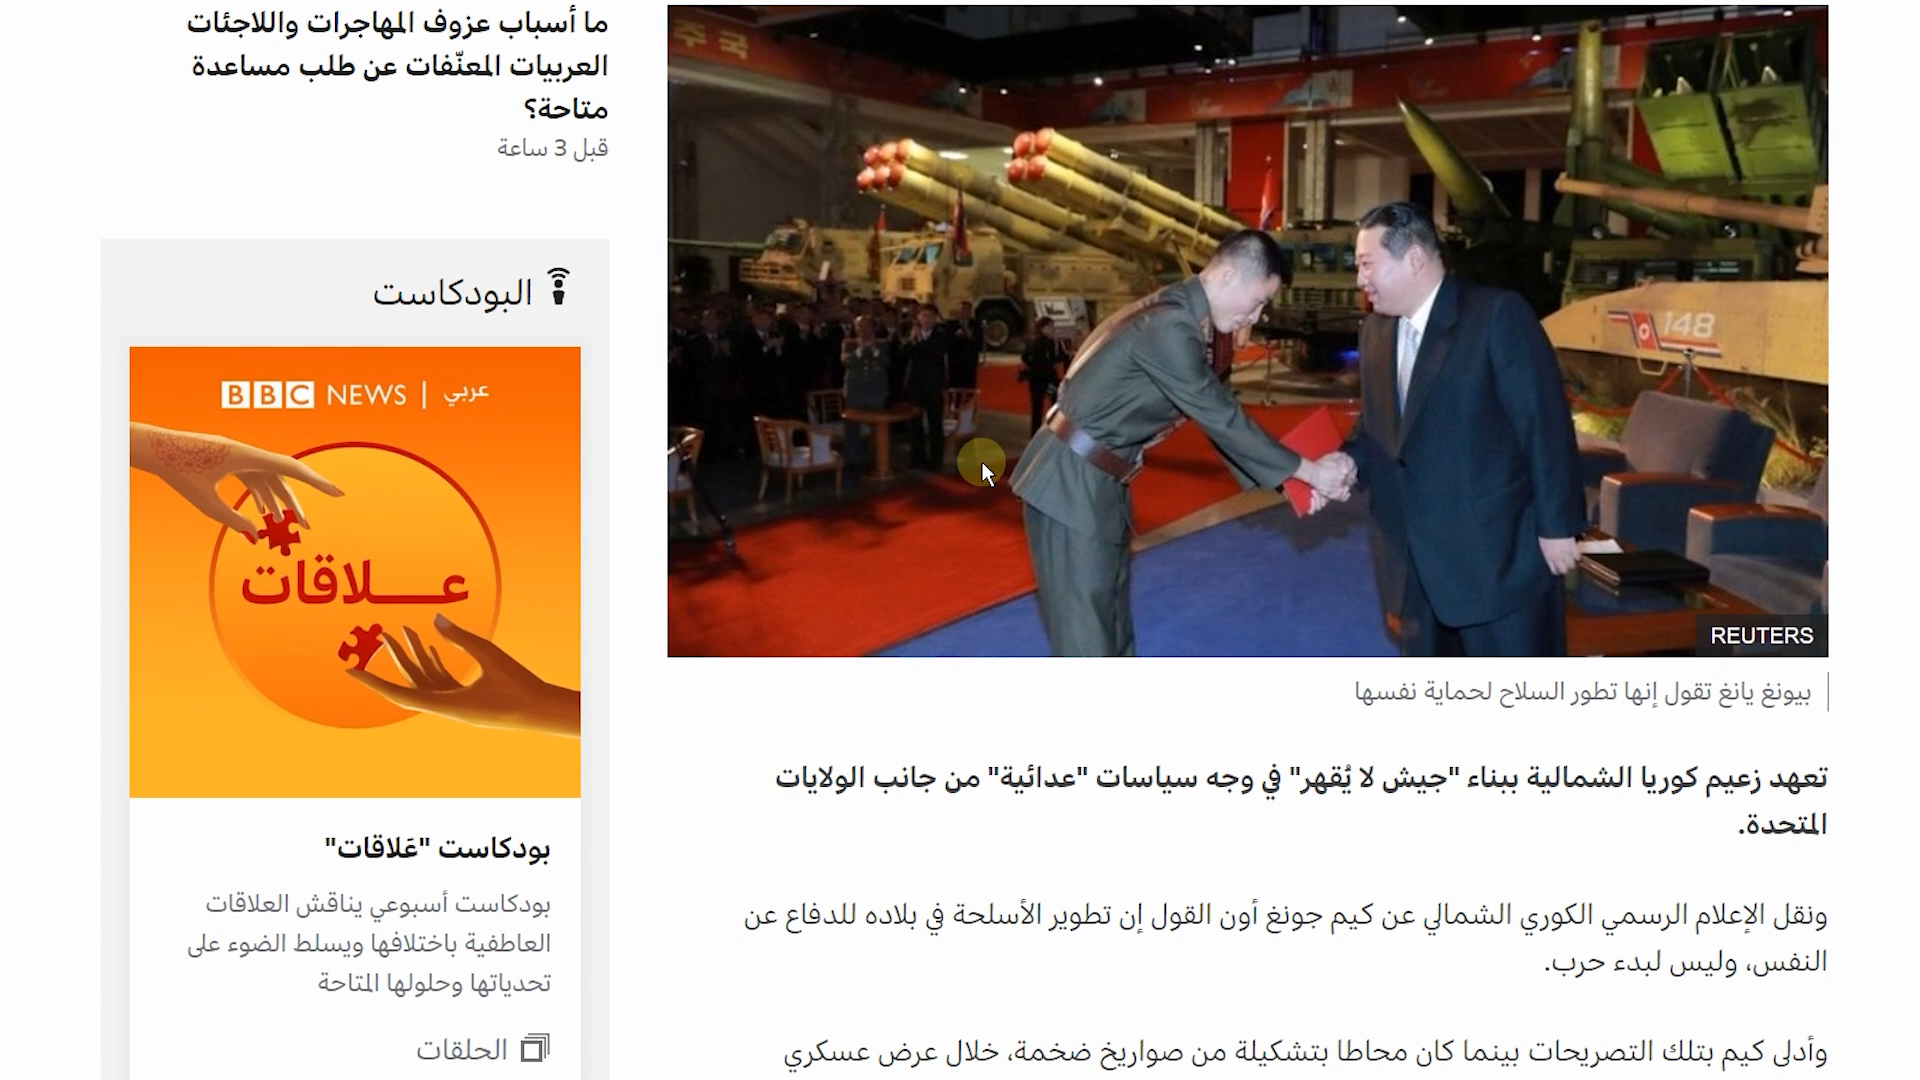 ما أسباب عزوف المهاجرات واللاجئات
العربيات المعنّفات عن طلب مساعدة
متاحة؟
قبل 3 ساعة
البودكاست
BBC NEWS | عربي
عـــلاقات
بودكاست "عَلاقات"
بودكاست أسبوعي يناقش العلاقات
العاطفية باختلافها ويسلط الضوء على
تحدياتها وحلولها المتاحة
الحلقات
주국
148
REUTERS
بيونغ يانغ تقول إنها تطور السلاح لحماية نفسها
تعهد زعيم كوريا الشمالية ببناء "جيش لا يُقهر" في وجه سياسات "عدائية" من جانب الولايات
المتحدة.
ونقل الإعلام الرسمي الكوري الشمالي عن كيم جونغ أون القول إن تطوير الأسلحة في بلاده للدفاع عن
النفس، وليس لبدء حرب.
وأدلى كيم بتلك التصريحات بينما كان محاطا بتشكيلة من صواريخ ضخمة، خلال عرض عسكري